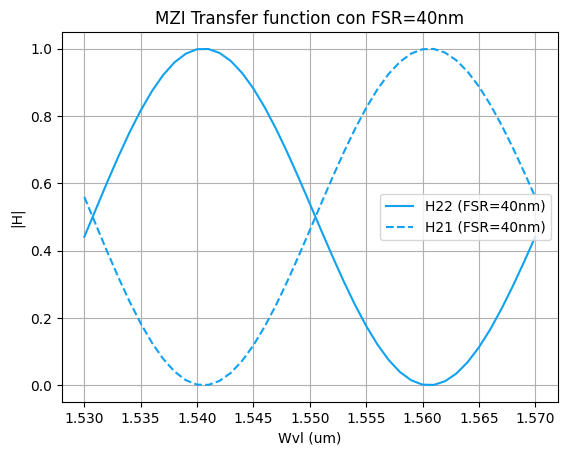 MZI Transfer function con FSR=40nm
|H|
1.0
0.8
0.6
0.4
0.2
0.0
H22 (FSR=40nm)
H21 (FSR=40nm)
1.530 1.535 1.540 1.545 1.550 1.555 1.560 1.565 1.570
Wvl (um)